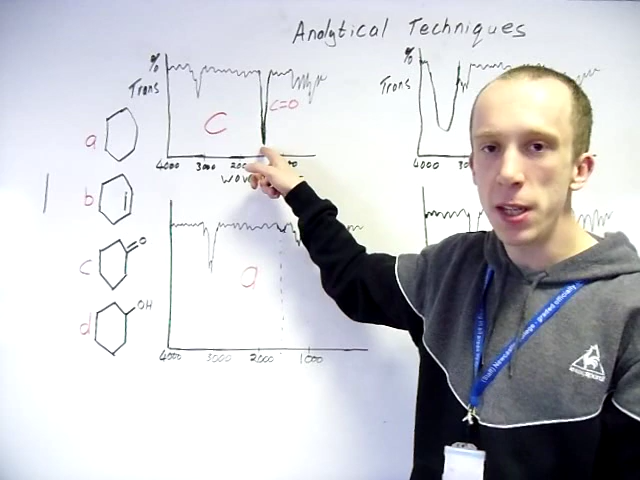 Analytical Techniques
% Trans
C
C=O
4000 3000
% Trans
4000
a
b
c
O
d
OH
a
4000 3000 2000 1000